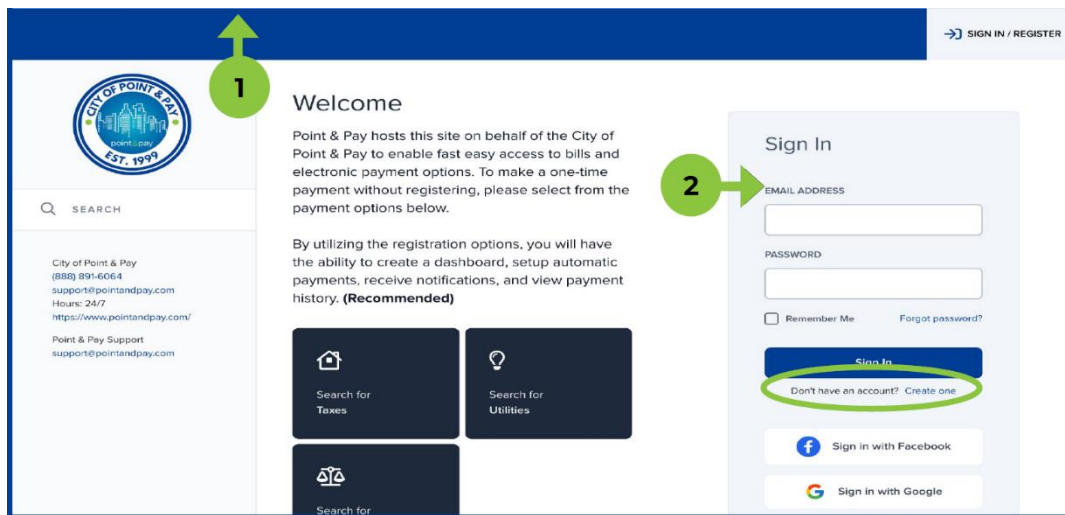 1
SIGN IN / REGISTER
CITY OF POINT & PAY
point&pay
EST. 1999
SEARCH
City of Point & Pay
(888) 891-6064
support@pointandpay.com
Hours: 24/7
https://www.pointandpay.com/
Point & Pay Support
support@pointandpay.com
Welcome
Point & Pay hosts this site on behalf of the City of
Point & Pay to enable fast easy access to bills and
electronic payment options. To make a one-time
payment without registering, please select from the
payment options below.
By utilizing the registration options, you will have
the ability to create a dashboard, setup automatic
payments, receive notifications, and view payment
history. (Recommended)
Search for
Taxes
Search for
Utilities
Search for
2
Sign In
EMAIL ADDRESS
PASSWORD
Remember Me Forgot password?
Sign In
Don't have an account? Create one
Sign in with Facebook
Sign in with Google